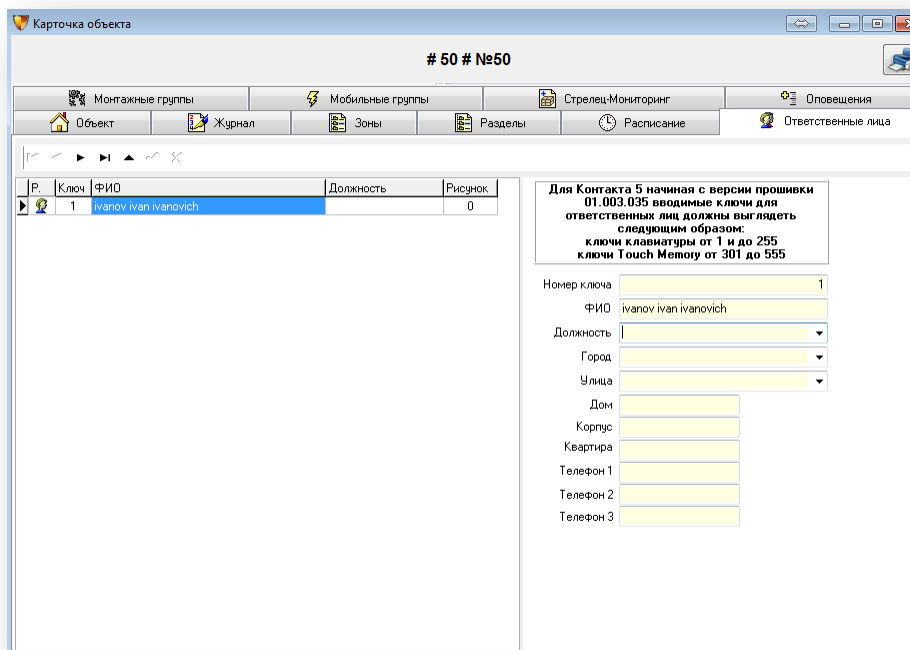 Карточка объекта
# 50 # №50
Монтажные группы
Мобильные группы
Стрелец-Мониторинг
Оповещения
Объект
Журнал
Зоны
Разделы
Расписание
Ответственные лица
Р. Ключ ФИО Должность Рисунок
1 ivanov ivan ivanovich 0
Для Контакта 5 начиная с версии прошивки
01.003.035 вводимые ключи для
ответственных лиц должны выглядеть
следующим образом:
ключи клавиатуры от 1 и до 255
ключи Touch Memory от 301 до 555
Номер ключа 1
ФИО ivanov ivan ivanovich
Должность
Город
Улица
Дом
Корпус
Квартира
Телефон 1
Телефон 2
Телефон 3